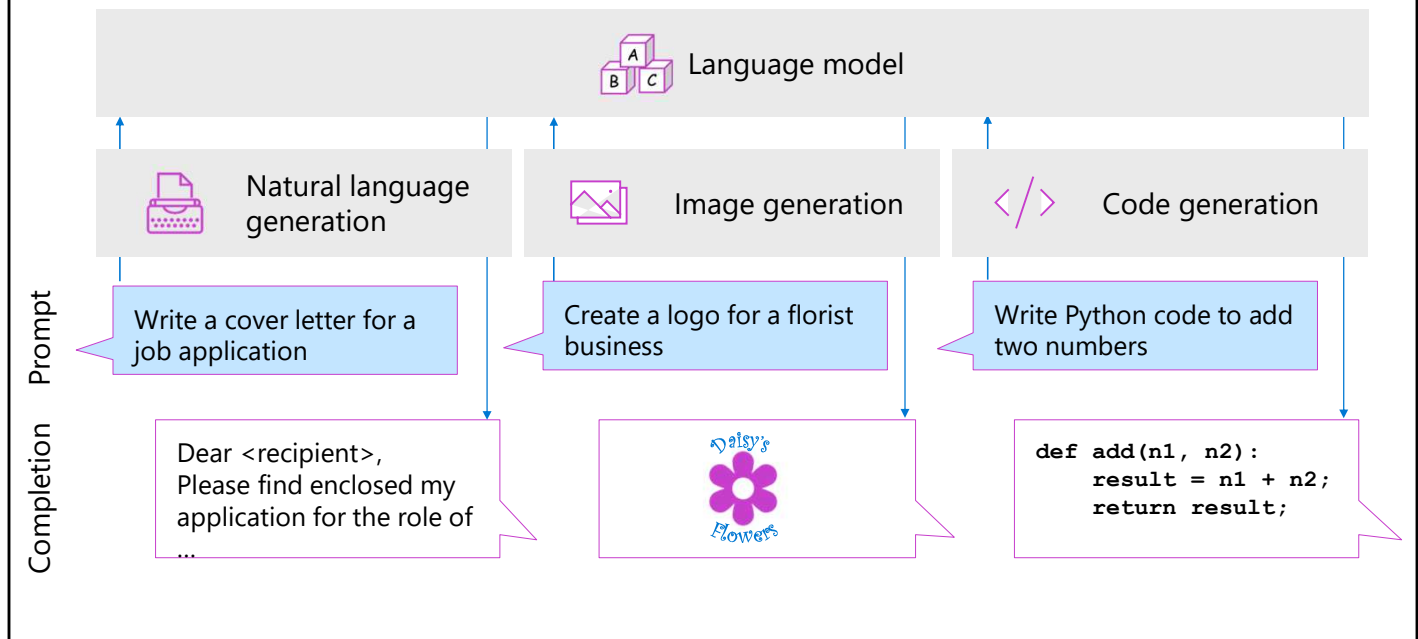 A
B C
Language model
Natural language
generation
Image generation
Code generation
Prompt
Write a cover letter for a
job application
Create a logo for a florist
business
Write Python code to add
two numbers
Completion
Dear <recipient>,
Please find enclosed my
application for the role of
...
Daisy's
Flowers
def add(n1, n2):
    result = n1 + n2;
    return result;